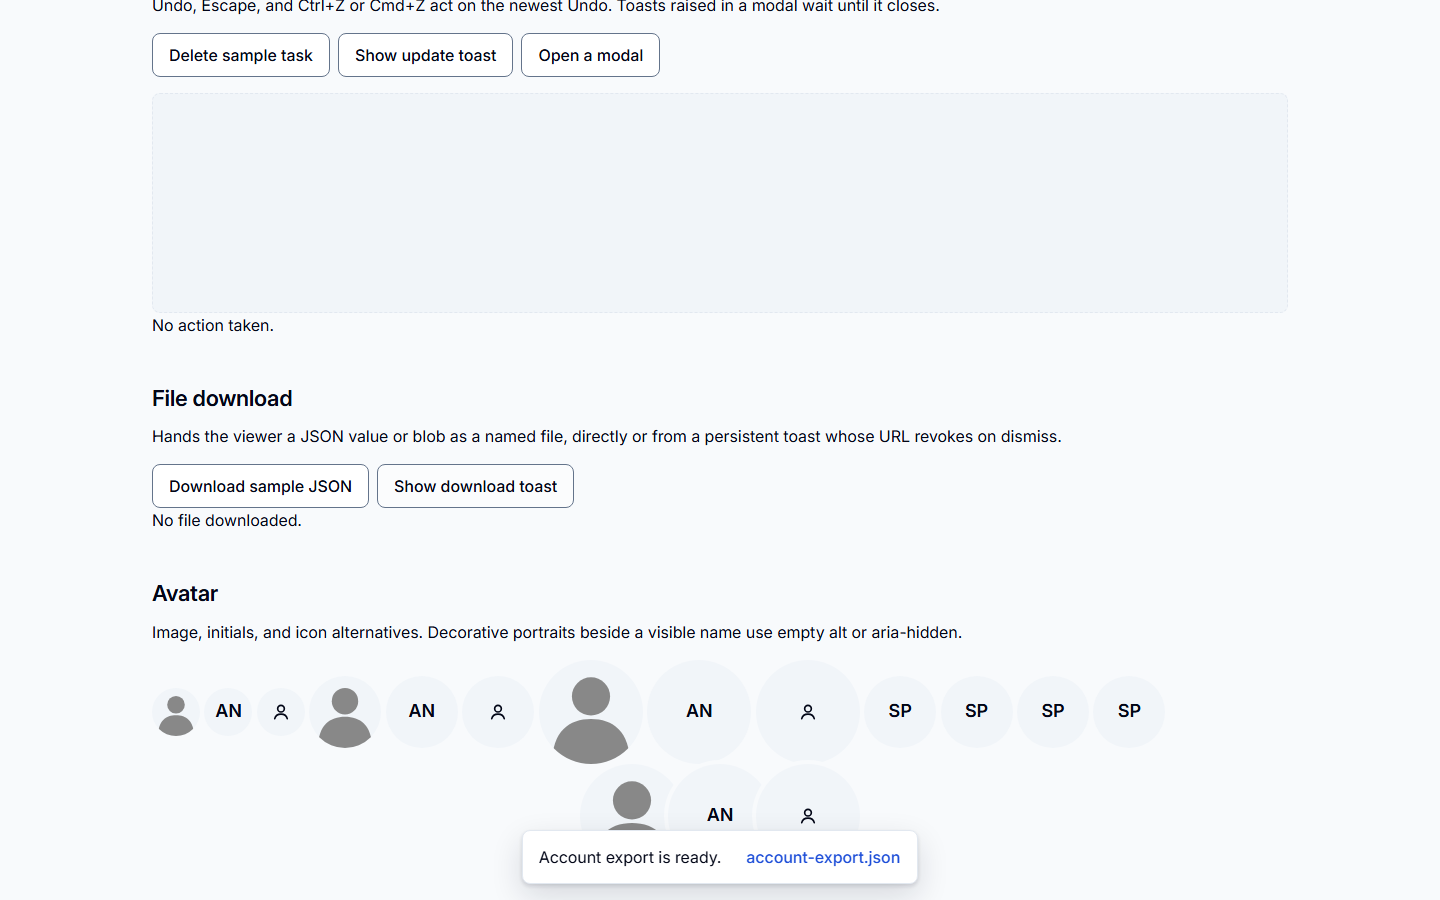 Undo, Escape, and Ctrl+Z or Cmd+Z act on the newest Undo. Toasts raised in a modal wait until it closes.
Delete sample task
Show update toast
Open a modal
No action taken.
File download
Hands the viewer a JSON value or blob as a named file, directly or from a persistent toast whose URL revokes on dismiss.
Download sample JSON
Show download toast
No file downloaded.
Avatar
Image, initials, and icon alternatives. Decorative portraits beside a visible name use empty alt or aria-hidden.
AN
AN
AN
SP
SP
SP
SP
AN
Account export is ready.
account-export.json